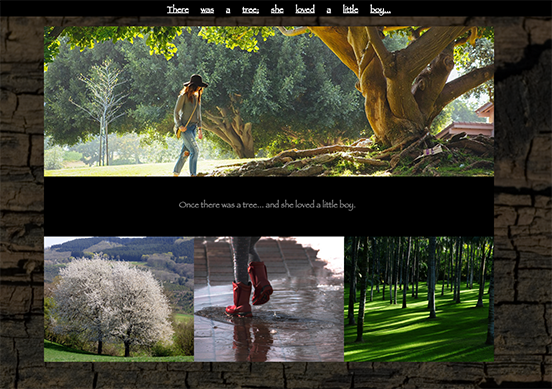 There was a tree; she loved a little boy...
Once there was a tree... and she loved a little boy.